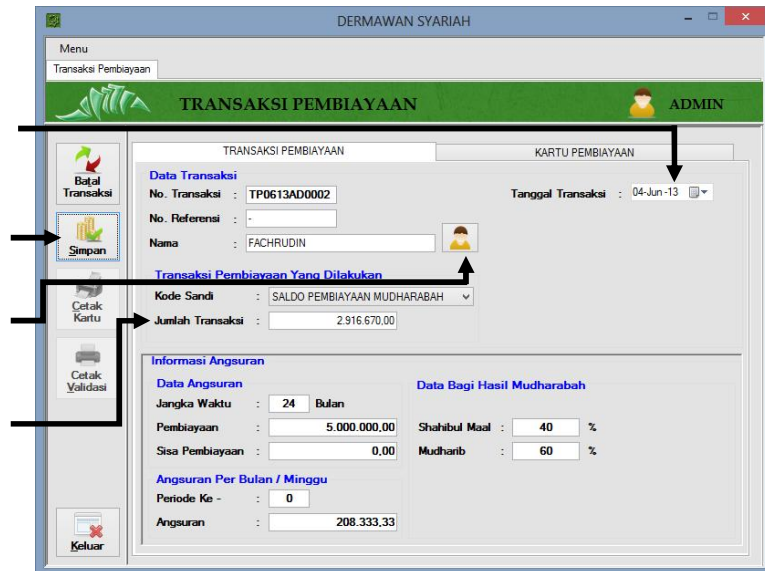 DERMAWAN SYARIAH
Menu
Transaksi Pembiayaan
TRANSAKSI PEMBIAYAAN
ADMIN
Batal Transaksi
Simpan
Cetak Kartu
Cetak Validasi
Keluar
TRANSAKSI PEMBIAYAAN
KARTU PEMBIAYAAN
Data Transaksi
No. Transaksi : TP0613AD0002
Tanggal Transaksi : 04-Jun-13
No. Referensi : -
Nama : FACHRUDIN
Transaksi Pembiayaan Yang Dilakukan
Kode Sandi : SALDO PEMBIAYAAN MUDHARABAH
Jumlah Transaksi : 2.916.670,00
Informasi Angsuran
Data Angsuran
Jangka Waktu : 24 Bulan
Pembiayaan : 5.000.000,00
Sisa Pembiayaan : 0,00
Data Bagi Hasil Mudharabah
Shahibul Maal : 40 %
Mudharib : 60 %
Angsuran Per Bulan / Minggu
Periode Ke - : 0
Angsuran : 208.333,33